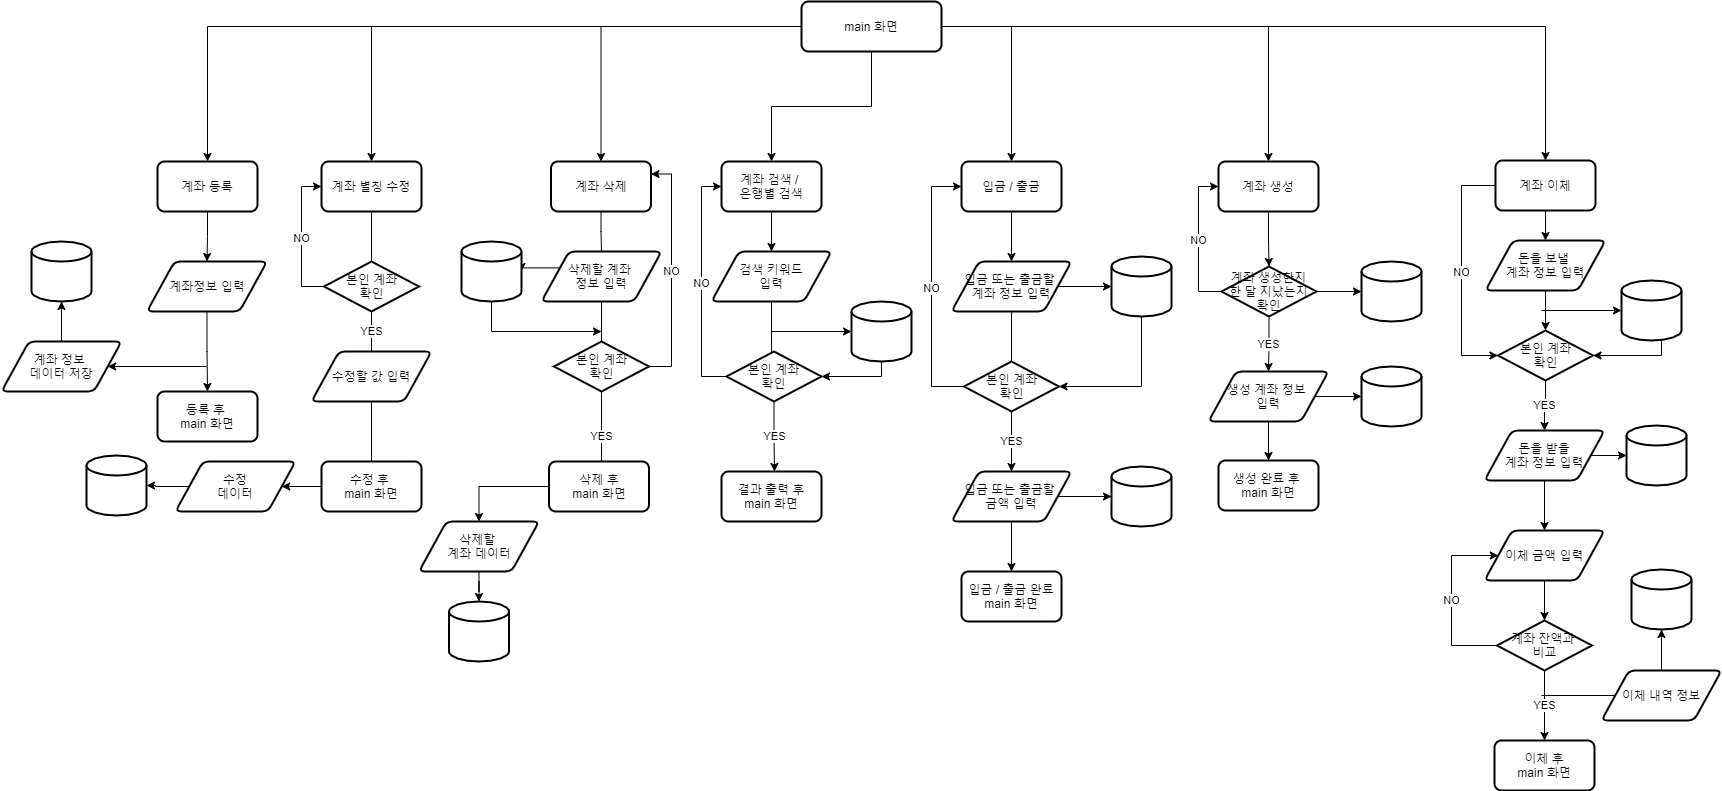 main 화면
계좌 등록
계좌정보 입력
계좌 정보
데이터 저장
등록 후
main 화면
계좌 별칭 수정
NO
본인 계좌
확인
YES
수정할 값 입력
수정 후
main 화면
수정
데이터
계좌 삭제
삭제할 계좌
정보 입력
NO
본인 계좌
확인
YES
삭제 후
main 화면
삭제할
계좌 데이터
계좌 검색 /
은행별 검색
검색 키워드
입력
NO
본인 계좌
확인
YES
결과 출력 후
main 화면
입금 / 출금
입금 또는 출금할
계좌 정보 입력
NO
본인 계좌
확인
YES
입금 또는 출금할
금액 입력
입금 / 출금 완료
main 화면
계좌 생성
NO
계좌 생성한지
한 달 지났는지
확인
YES
생성 계좌 정보
입력
생성 완료 후
main 화면
계좌 이체
돈을 보낼
계좌 정보 입력
NO
본인 계좌
확인
YES
돈을 받을
계좌 정보 입력
이체 금액 입력
NO
계좌 잔액과
비교
이체 내역 정보
YES
이체 후
main 화면